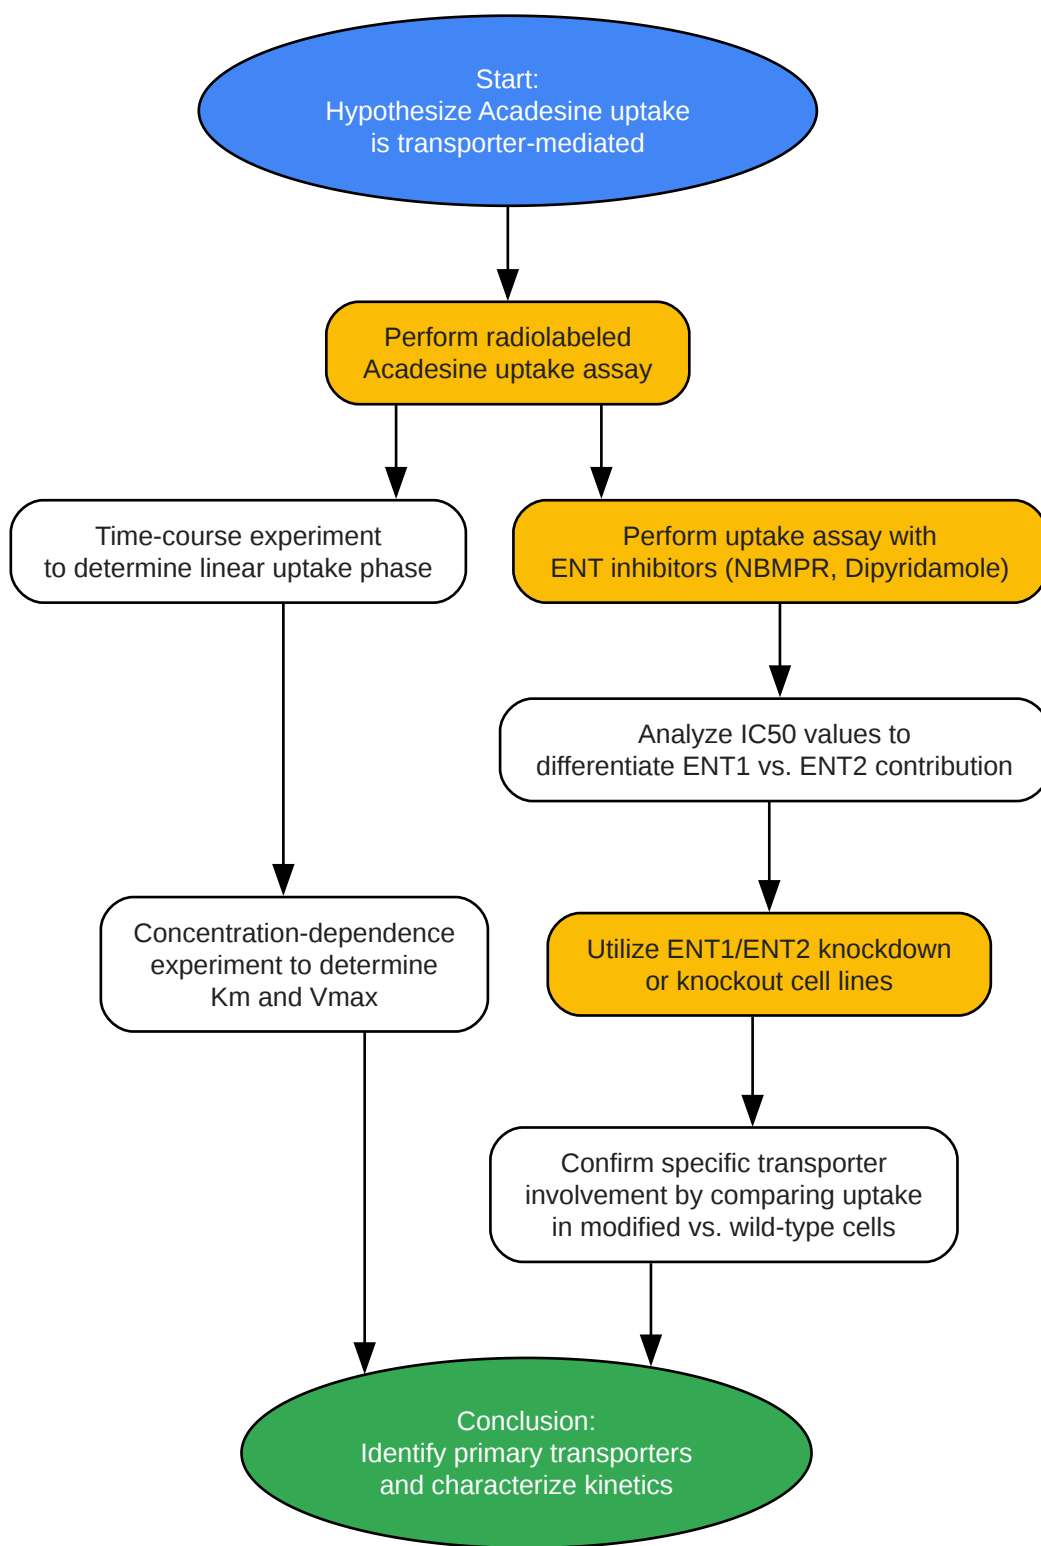 Start:
Hypothesize Acadesine uptake
is transporter-mediated
Perform radiolabeled
Acadesine uptake assay
Time-course experiment
to determine linear uptake phase
Perform uptake assay with
ENT inhibitors (NBMPR, Dipyridamole)
Analyze IC50 values to
differentiate ENT1 vs. ENT2 contribution
Concentration-dependence
experiment to determine
Km and Vmax
Utilize ENT1/ENT2 knockdown
or knockout cell lines
Confirm specific transporter
involvement by comparing uptake
in modified vs. wild-type cells
Conclusion:
Identify primary transporters
and characterize kinetics